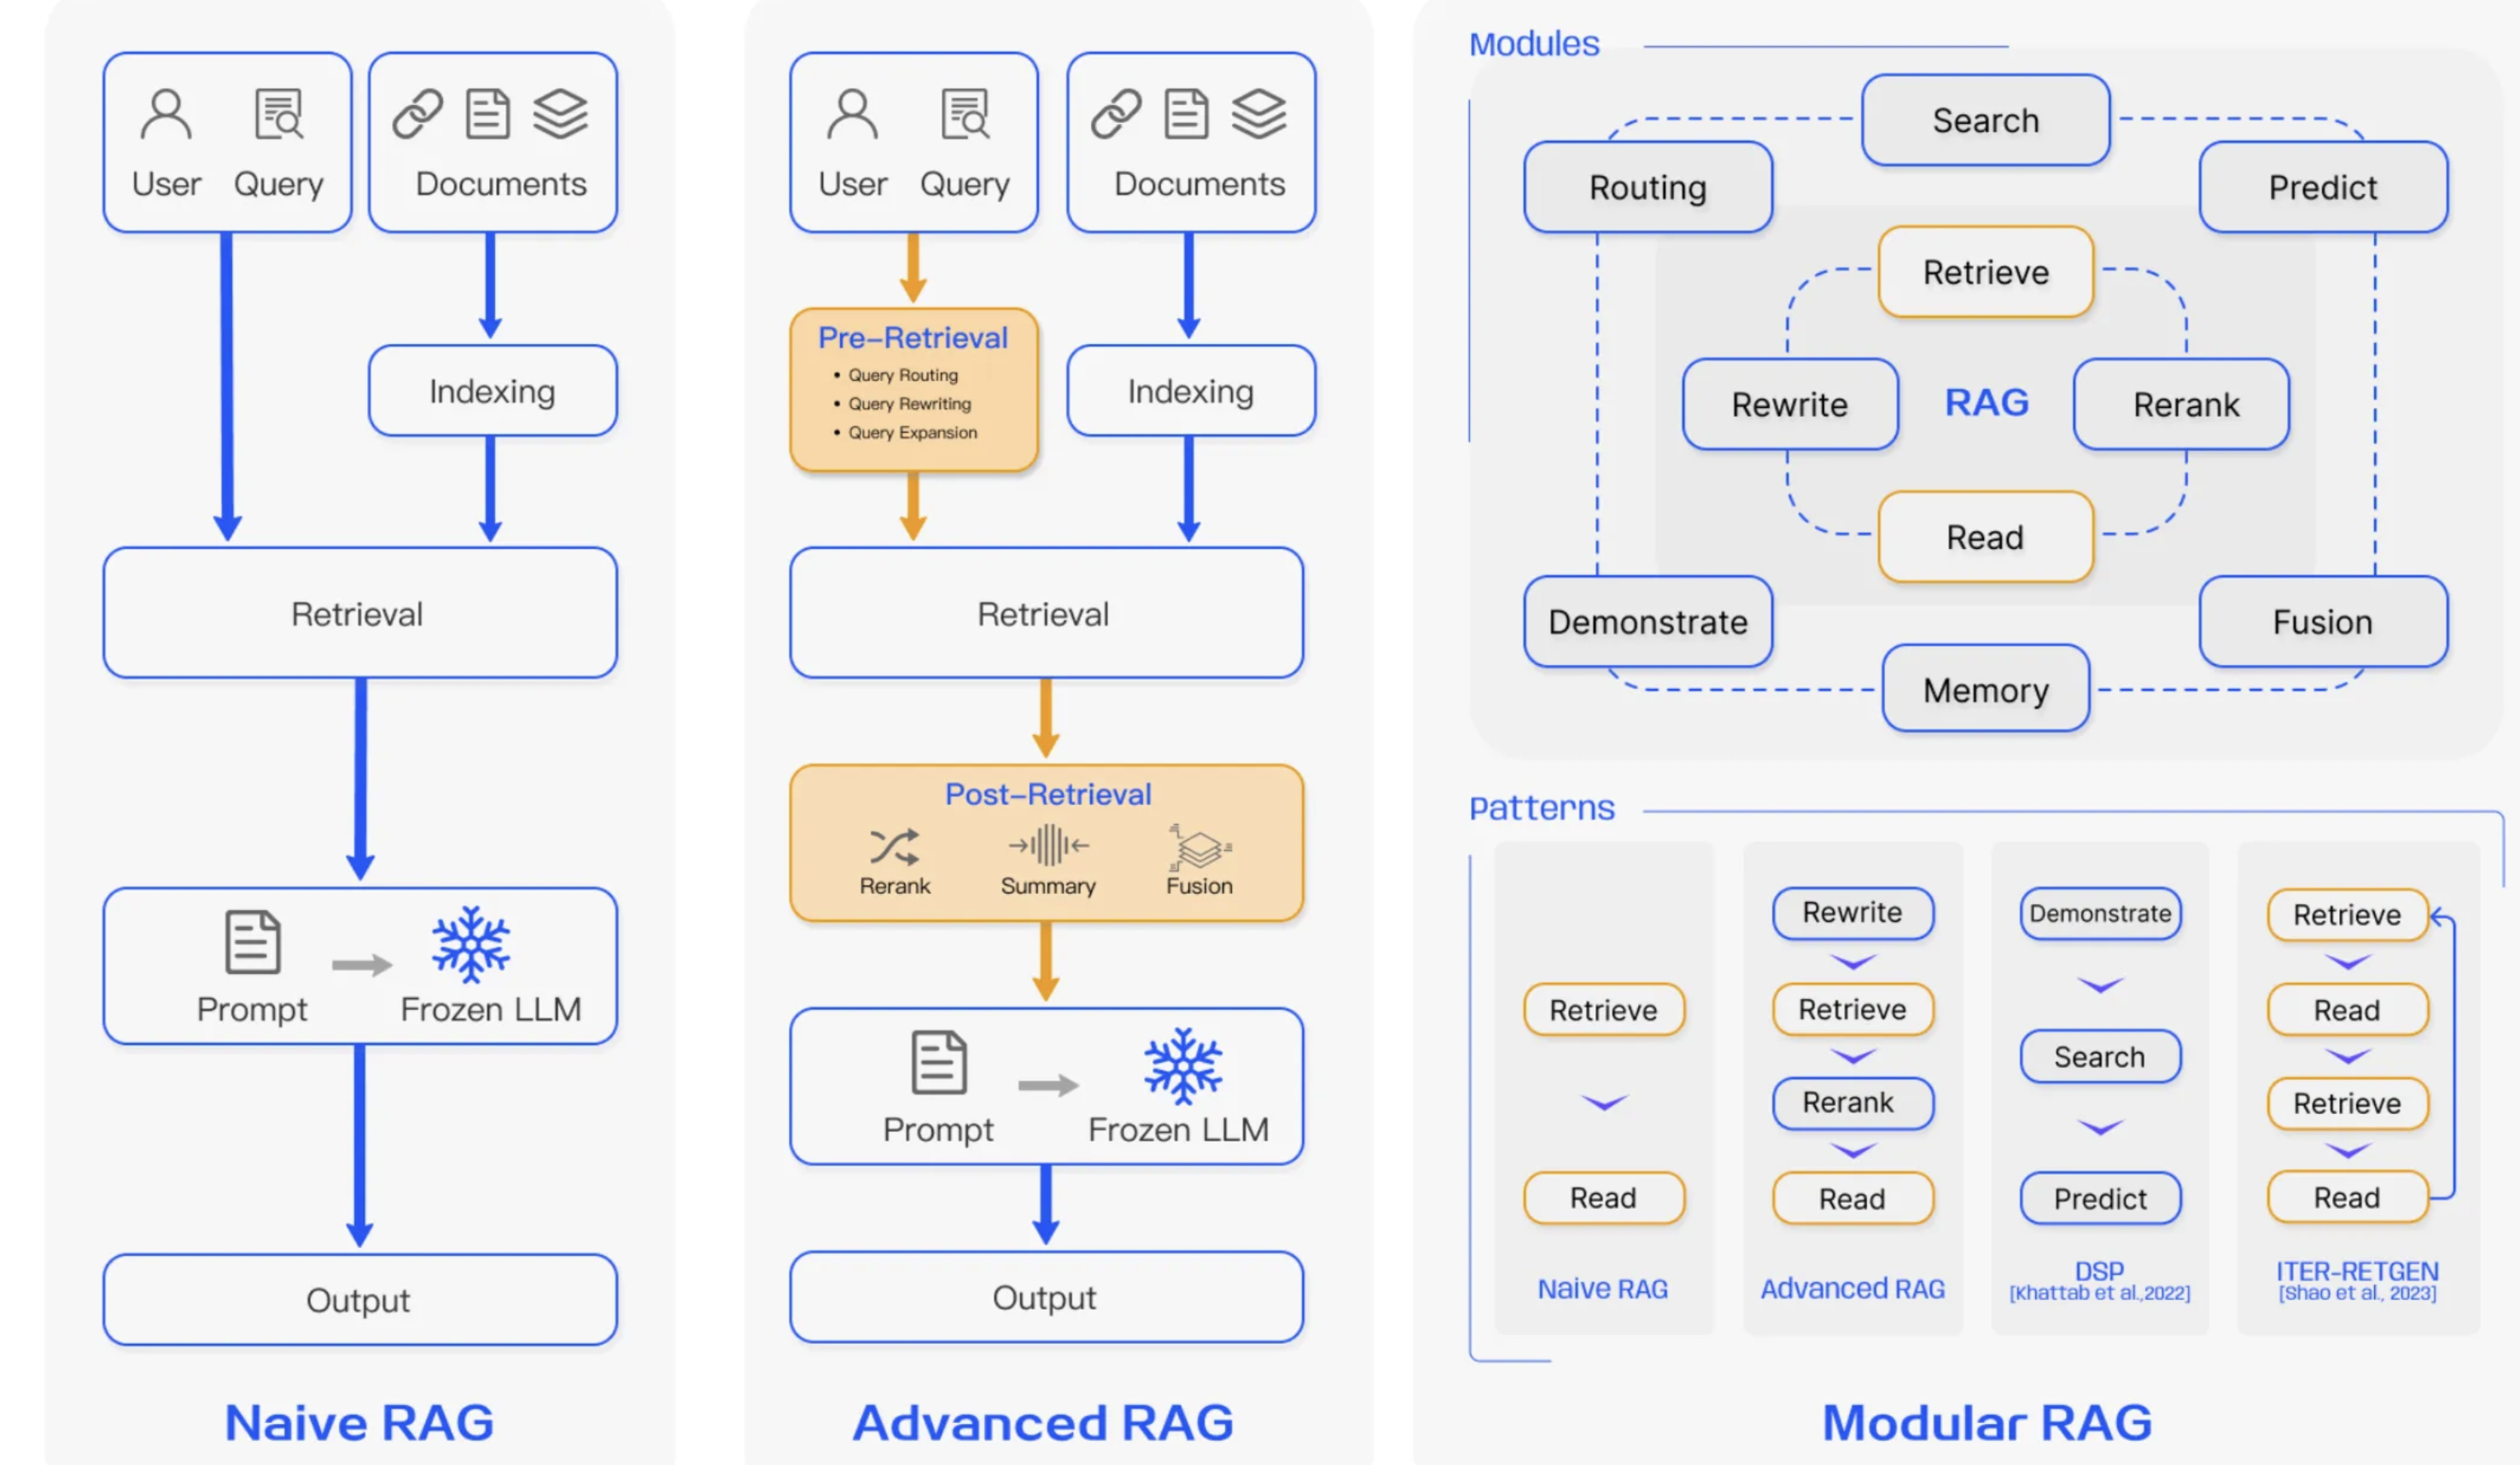 User Query
Documents
Indexing
Retrieval
Prompt
Frozen LLM
Output
Naive RAG
User Query
Documents
Pre-Retrieval
• Query Routing
• Query Rewriting
• Query Expansion
Indexing
Retrieval
Post-Retrieval
Rerank
Summary
Fusion
Prompt
Frozen LLM
Output
Advanced RAG
Modules
Search
Routing
Predict
Retrieve
Rewrite
RAG
Rerank
Read
Demonstrate
Fusion
Memory
Patterns
Retrieve
Read
Naive RAG
Rewrite
Retrieve
Rerank
Read
Advanced RAG
Demonstrate
Search
Predict
DSP
[Khattab et al.,2022]
Retrieve
Read
Retrieve
Read
ITER-RETGEN
[Shao et al., 2023]
Modular RAG